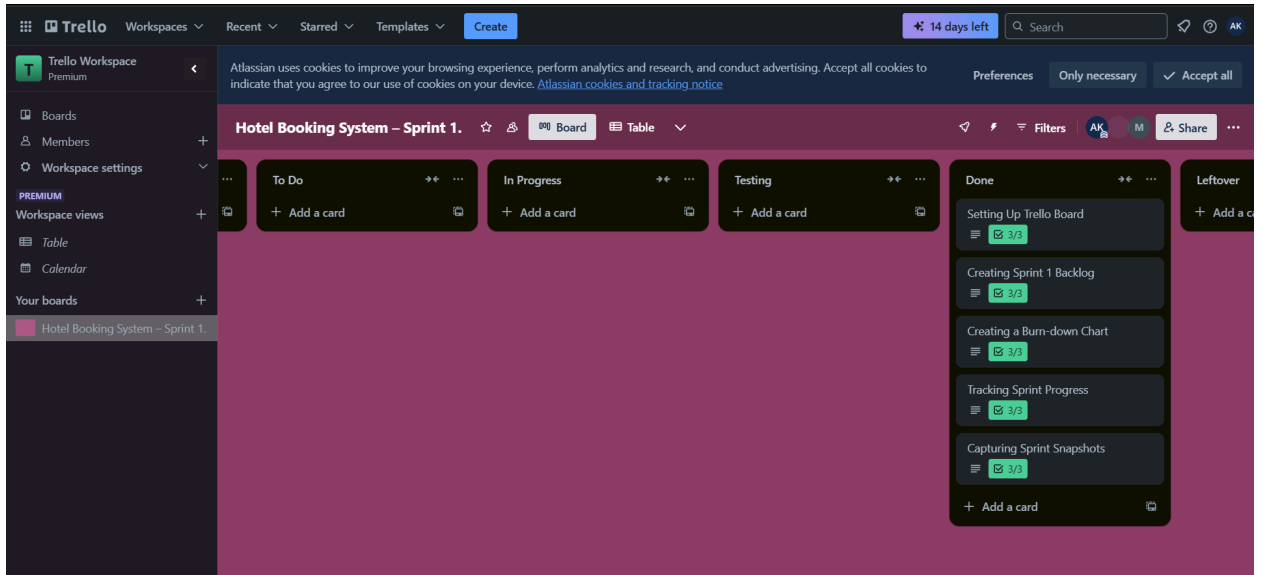 Trello
Workspaces
Recent
Starred
Templates
Create
14 days left
Search
AK
T
Trello Workspace
Premium
Boards
Members
Workspace settings
PREMIUM
Workspace views
Table
Calendar
Your boards
Hotel Booking System – Sprint 1.
Atlassian uses cookies to improve your browsing experience, perform analytics and research, and conduct advertising. Accept all cookies to
indicate that you agree to our use of cookies on your device. Atlassian cookies and tracking notice
Preferences
Only necessary
Accept all
Hotel Booking System – Sprint 1.
Board
Table
Filters
AK
M
Share
To Do
Add a card
In Progress
Add a card
Testing
Add a card
Done
Setting Up Trello Board
3/3
Creating Sprint 1 Backlog
3/3
Creating a Burn-down Chart
3/3
Tracking Sprint Progress
3/3
Capturing Sprint Snapshots
3/3
Add a card
Leftover
Add a